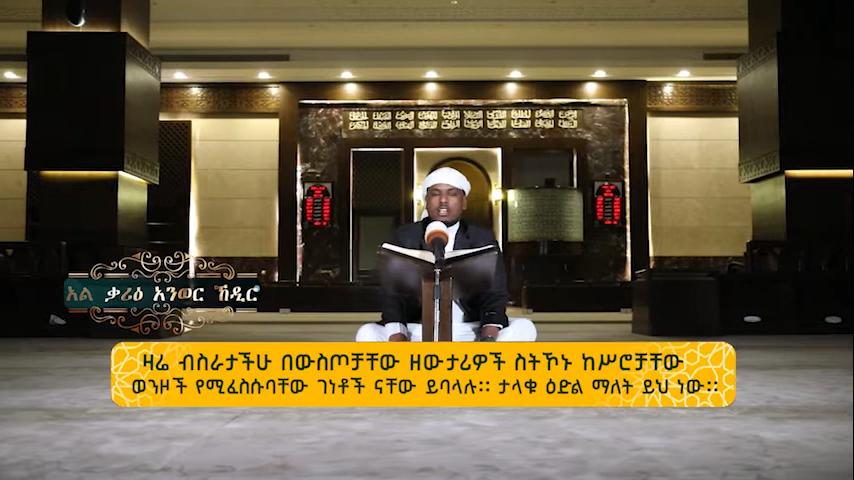 አል ቃሪዕ አንወር ኸዲር
ዛሬ ብስራታችሁ በውስጦቻቸው ዘውታሪዎች ስትኾኑ ከሥሮቻቸው
ወንዞች የሚፈስሱባቸው ገነቶች ናቸው ይባላሉ፡፡ ታላቁ ዕድል ማለት ይህ ነው፡፡